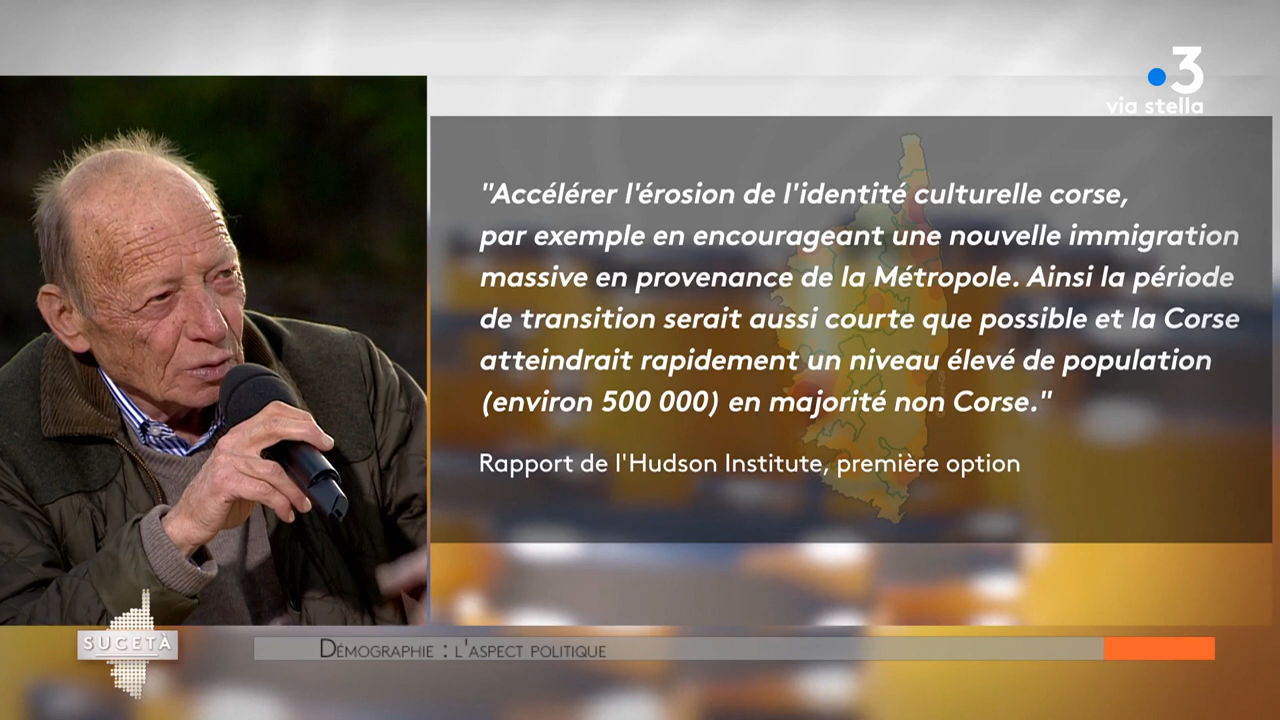 3
via stella
"Accélérer l'érosion de l'identité culturelle corse,
par exemple en encourageant une nouvelle immigration
massive en provenance de la Métropole. Ainsi la période
de transition serait aussi courte que possible et la Corse
atteindrait rapidement un niveau élevé de population
(environ 500 000) en majorité non Corse."
Rapport de l'Hudson Institute, première option
SUCETÀ
DÉMOGRAPHIE : L'ASPECT POLITIQUE